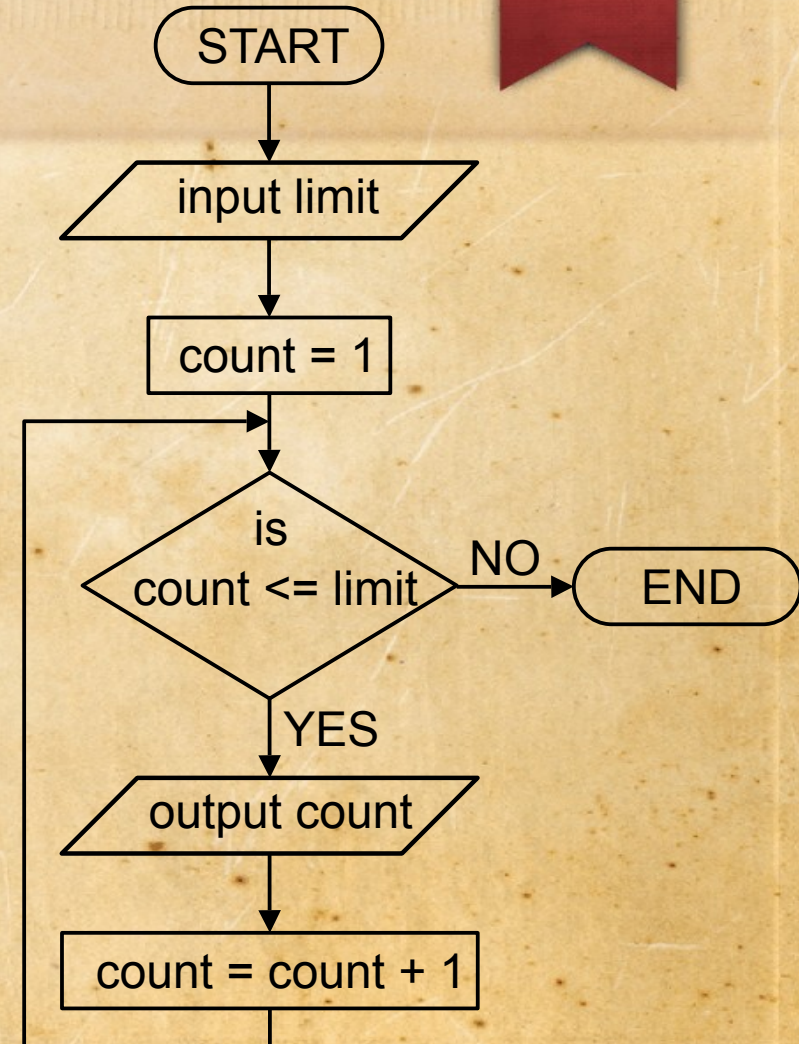 START
input limit
count = 1
is
count <= limit
NO
END
YES
output count
count = count + 1